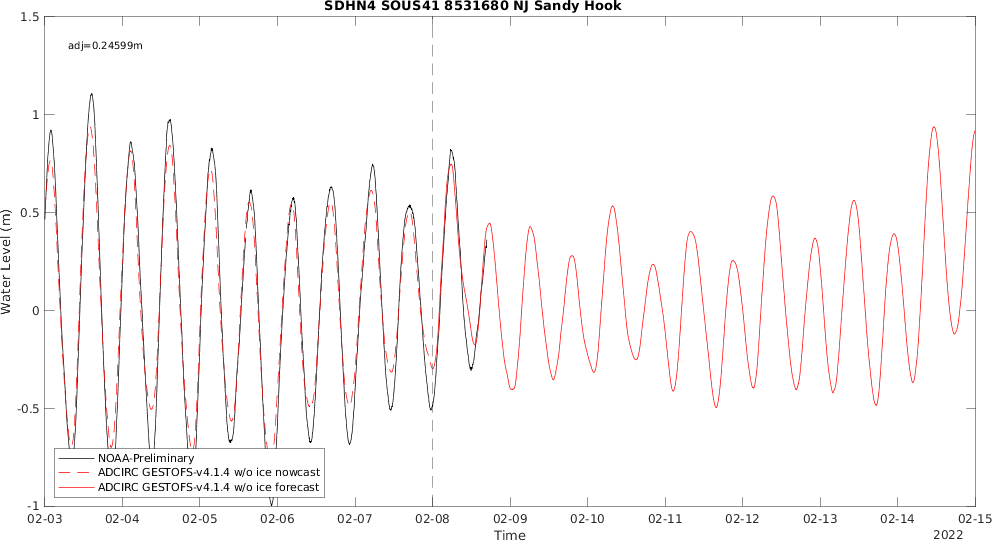 SDHN4 SOUS41 8531680 NJ Sandy Hook
1.5
adj=0.24599m
1
0.5
0
-0.5
-1
Water Level (m)
NOAA-Preliminary
ADCIRC GESTOFS-v4.1.4 w/o ice nowcast
ADCIRC GESTOFS-v4.1.4 w/o ice forecast
02-03 02-04 02-05 02-06 02-07 02-08 02-09 02-10 02-11 02-12 02-13 02-14 02-15
Time
2022